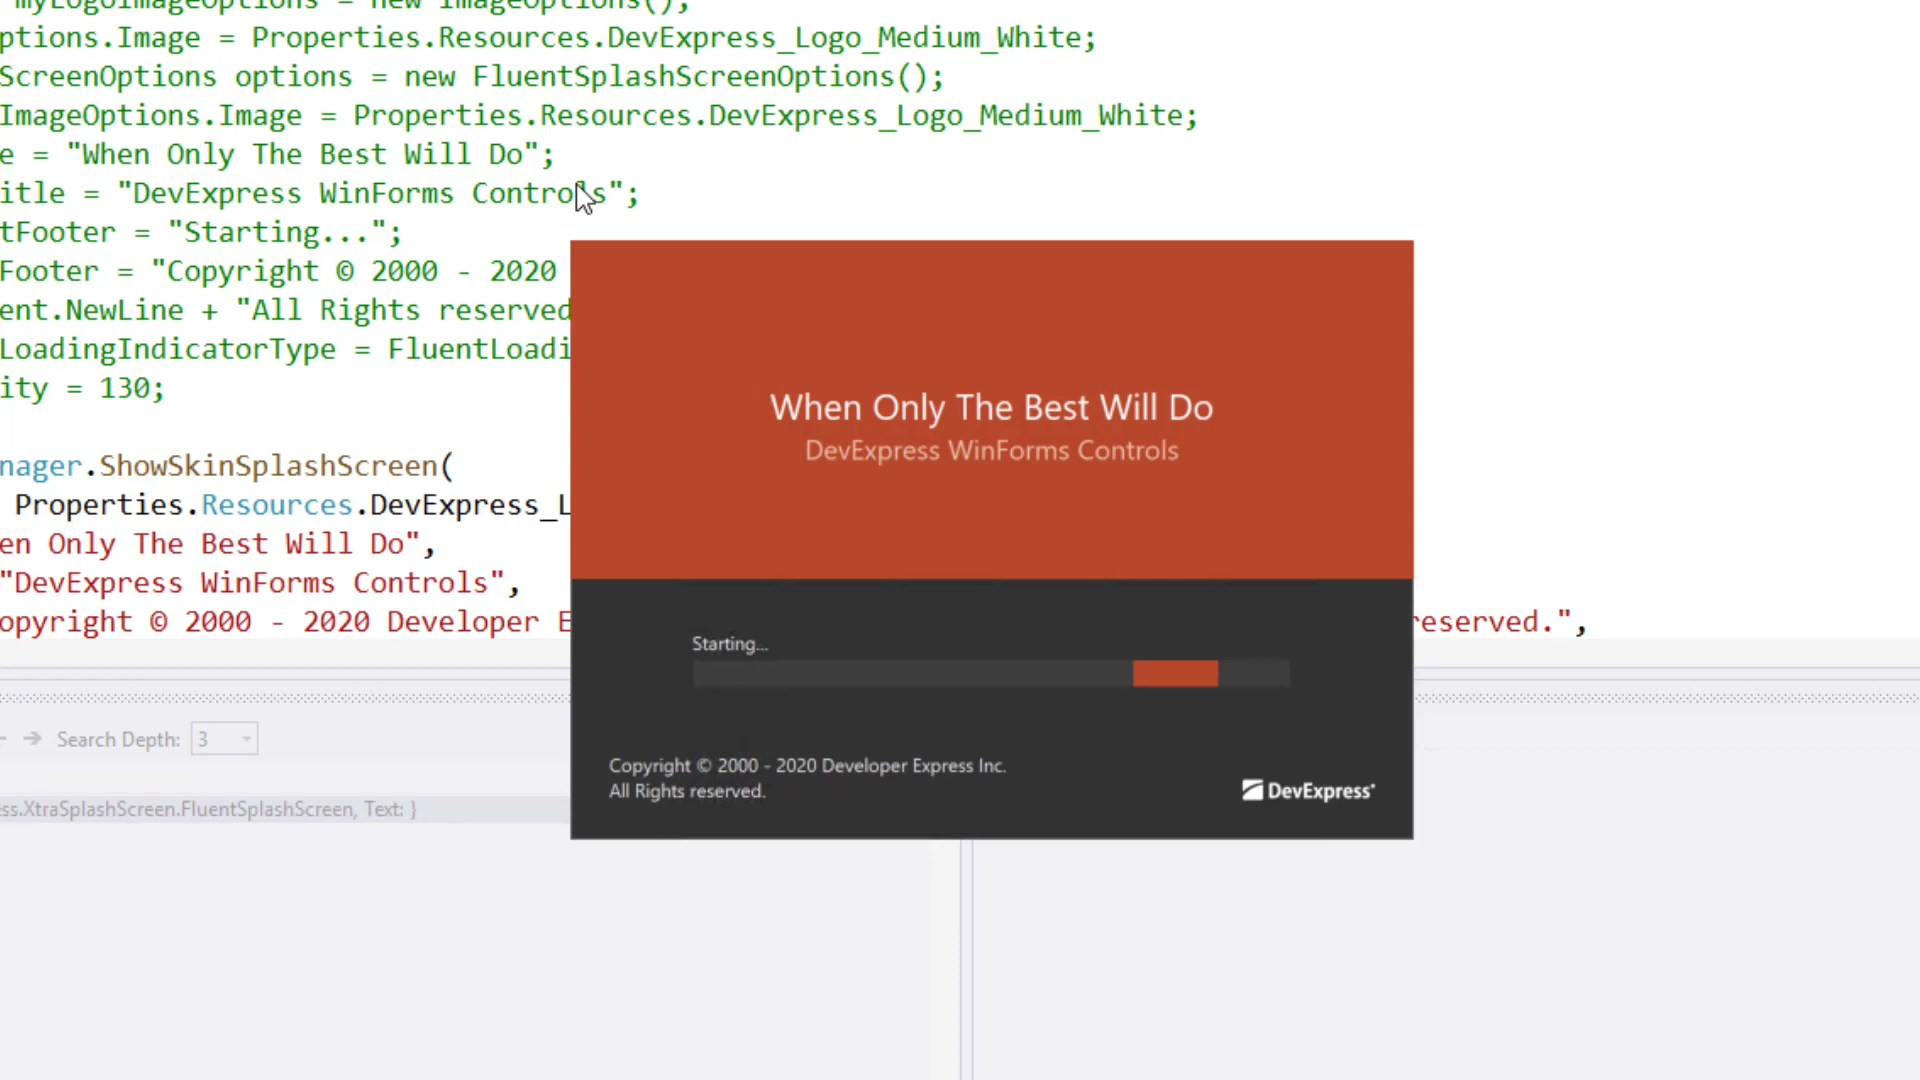 myLogoImageOptions = new ImageOptions();
ptions.Image = Properties.Resources.DevExpress_Logo_Medium_White;
ScreenOptions options = new FluentSplashScreenOptions();
ImageOptions.Image = Properties.Resources.DevExpress_Logo_Medium_White;
e = "When Only The Best Will Do";
itle = "DevExpress WinForms Controls";
tFooter = "Starting...";
Footer = "Copyright © 2000 - 2020
ent.NewLine + "All Rights reserved
LoadingIndicatorType = FluentLoadi
ity = 130;
nager.ShowSkinSplashScreen(
Properties.Resources.DevExpress_L
en Only The Best Will Do",
"DevExpress WinForms Controls",
opyright © 2000 - 2020 Developer E
reserved.",
When Only The Best Will Do
DevExpress WinForms Controls
Starting...
Copyright © 2000 - 2020 Developer Express Inc.
All Rights reserved.
DevExpress
Search Depth: 3
ss.XtraSplashScreen.FluentSplashScreen, Text: }